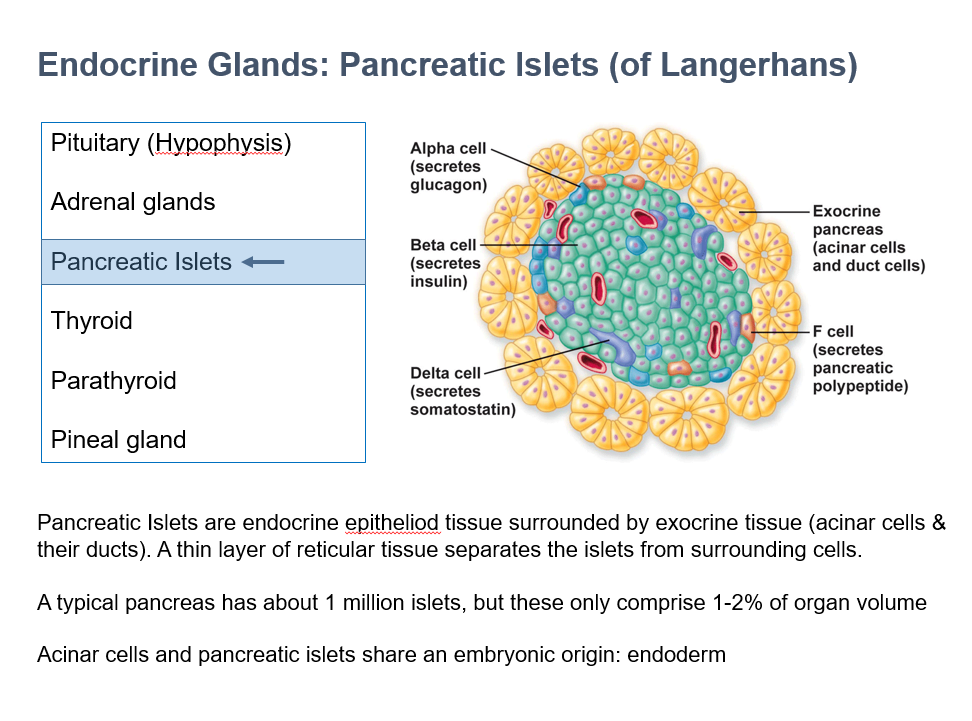 Endocrine Glands: Pancreatic Islets (of Langerhans)
Pituitary (Hypophysis)
Adrenal glands
Pancreatic Islets
Thyroid
Parathyroid
Pineal gland
Alpha cell
(secretes
glucagon)
Beta cell
(secretes
insulin)
Delta cell
(secretes
somatostatin)
Exocrine
pancreas
(acinar cells
and duct cells)
F cell
(secretes
pancreatic
polypeptide)
Pancreatic Islets are endocrine epitheliod tissue surrounded by exocrine tissue (acinar cells &
their ducts). A thin layer of reticular tissue separates the islets from surrounding cells.
A typical pancreas has about 1 million islets, but these only comprise 1-2% of organ volume
Acinar cells and pancreatic islets share an embryonic origin: endoderm